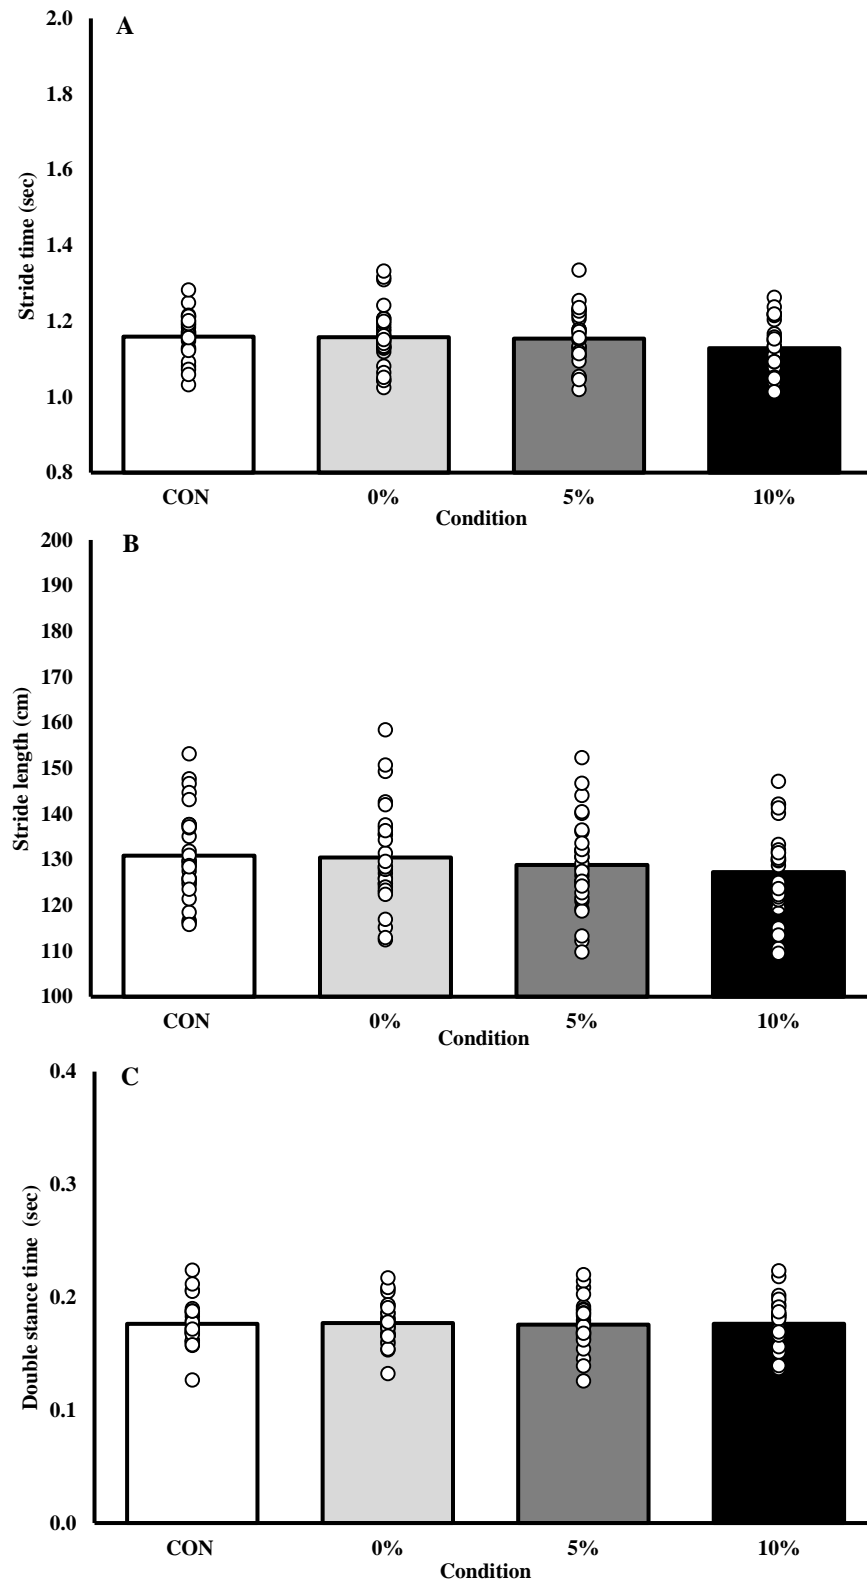 A
2.0
1.8
1.6
1.4
1.2
1.0
0.8
Stride time (sec)
CON 0% 5% 10%
Condition
B
200
190
180
170
160
150
140
130
120
110
100
Stride length (cm)
CON 0% 5% 10%
Condition
C
0.4
0.3
0.2
0.1
0.0
Double stance time (sec)
CON 0% 5% 10%
Condition